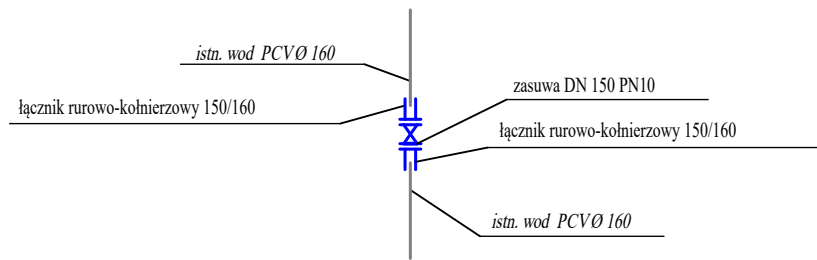 istn. wod PCVØ 160
zasuwa DN 150 PN10
łącznik rurowo-kołnierzowy 150/160
łącznik rurowo-kołnierzowy 150/160
istn. wod PCVØ 160